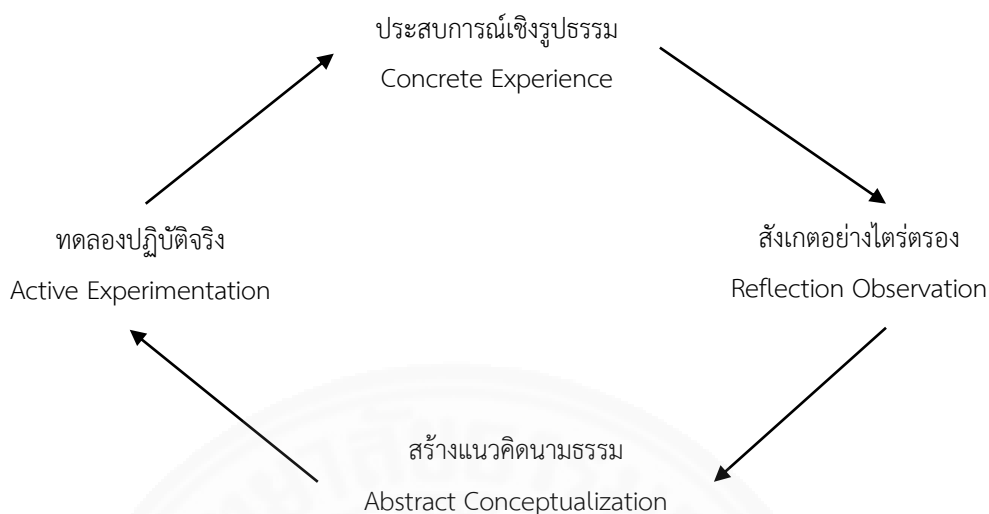 ประสบการณ์เชิงรูปธรรม
Concrete Experience
สังเกตอย่างไตร่ตรอง
Reflection Observation
สร้างแนวคิดนามธรรม
Abstract Conceptualization
ทดลองปฏิบัติจริง
Active Experimentation